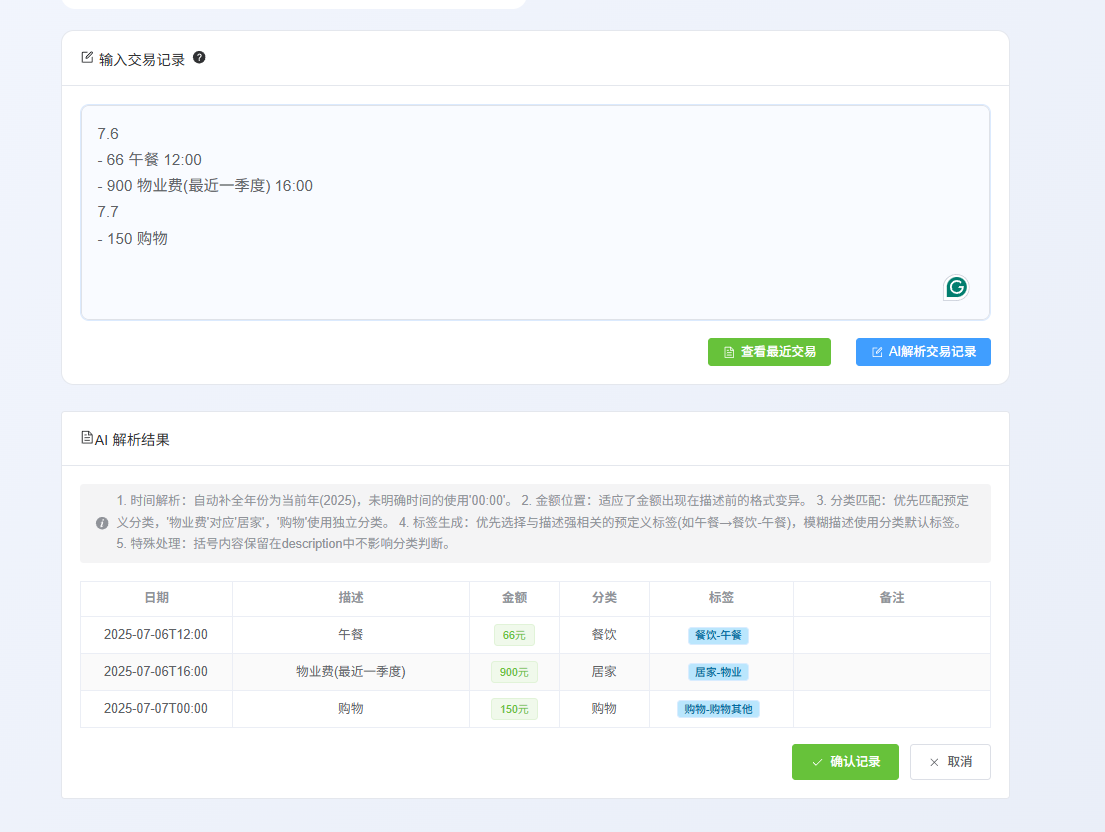 输入交易记录 ?
7.6
- 66 午餐 12:00
- 900 物业费(最近一季度) 16:00
7.7
- 150 购物
G
查看最近交易 AI解析交易记录
AI 解析结果
1. 时间解析：自动补全年份为当前年(2025)，未明确时间的使用'00:00'。 2. 金额位置：适应了金额出现在描述前的格式变异。 3. 分类匹配：优先匹配预定
义分类，'物业费'对应'居家'，'购物'使用独立分类。 4. 标签生成：优先选择与描述强相关的预定义标签(如午餐→餐饮-午餐)，模糊描述使用分类默认标签。
5. 特殊处理：括号内容保留在description中不影响分类判断。
日期 描述 金额 分类 标签 备注
2025-07-06T12:00 午餐 66元 餐饮 餐饮-午餐
2025-07-06T16:00 物业费(最近一季度) 900元 居家 居家-物业
2025-07-07T00:00 购物 150元 购物 购物-购物其他
确认记录 取消